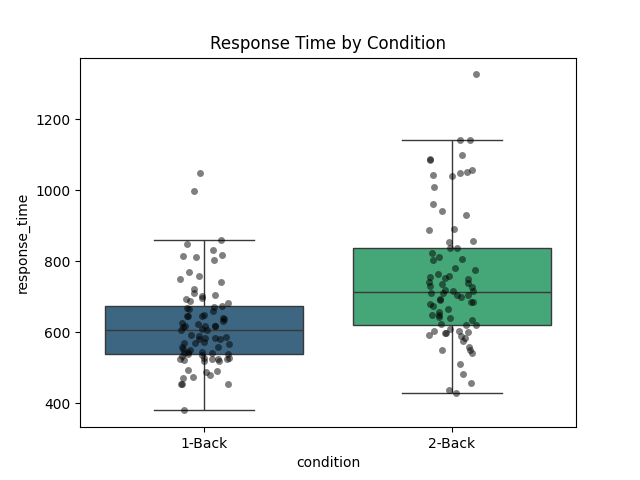 Response Time by Condition
response_time
1200
1000
800
600
400
1-Back
2-Back
condition